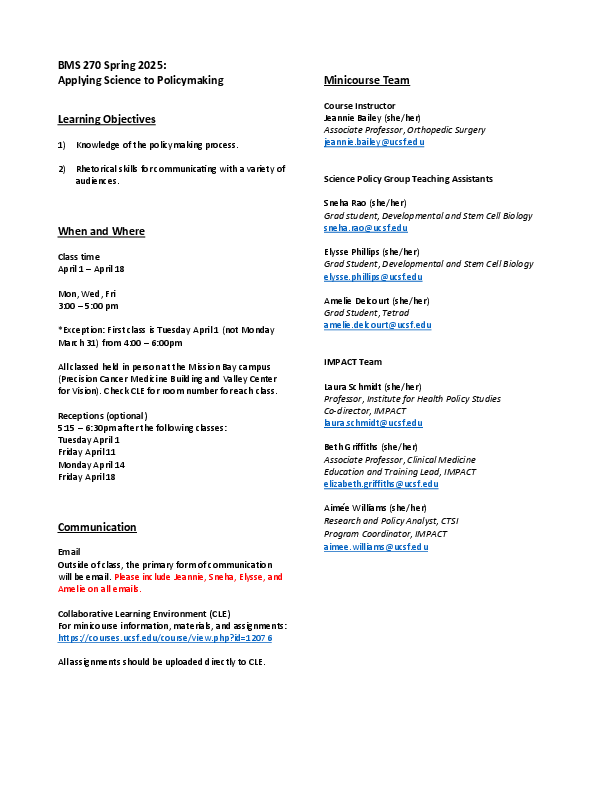 BMS 270 Spring 2025:
Applying Science to Policymaking
Learning Objectives
1) Knowledge of the policymaking process.
2) Rhetorical skills for communicating with a variety of
audiences.
When and Where
Class time
April 1 – April 18
Mon, Wed, Fri
3:00 – 5:00 pm
*Exception: First class is Tuesday April 1 (not Monday
March 31) from 4:00 – 6:00pm
All classed held in person at the Mission Bay campus
(Precision Cancer Medicine Building and Valley Center
for Vision). Check CLE for room number for each class.
Receptions (optional)
5:15 – 6:30pm after the following classes:
Tuesday April 1
Friday April 11
Monday April 14
Friday April 18
Communication
Email
Outside of class, the primary form of communication
will be email. Please include Jeannie, Sneha, Elysse, and
Amelie on all emails.
Collaborative Learning Environment (CLE)
For minicourse information, materials, and assignments:
https://courses.ucsf.edu/course/view.php?id=12076
All assignments should be uploaded directly to CLE.
Minicourse Team
Course Instructor
Jeannie Bailey (she/her)
Associate Professor, Orthopedic Surgery
jeannie.bailey@ucsf.edu
Science Policy Group Teaching Assistants
Sneha Rao (she/her)
Grad student, Developmental and Stem Cell Biology
sneha.rao@ucsf.edu
Elysse Phillips (she/her)
Grad Student, Developmental and Stem Cell Biology
elysse.phillips@ucsf.edu
Amelie Delcourt (she/her)
Grad Student, Tetrad
amelie.delcourt@ucsf.edu
IMPACT Team
Laura Schmidt (she/her)
Professor, Institute for Health Policy Studies
Co-director, IMPACT
laura.schmidt@ucsf.edu
Beth Griffiths (she/her)
Associate Professor, Clinical Medicine
Education and Training Lead, IMPACT
elizabeth.griffiths@ucsf.edu
Aimée Williams (she/her)
Research and Policy Analyst, CTSI
Program Coordinator, IMPACT
aimee.williams@ucsf.edu